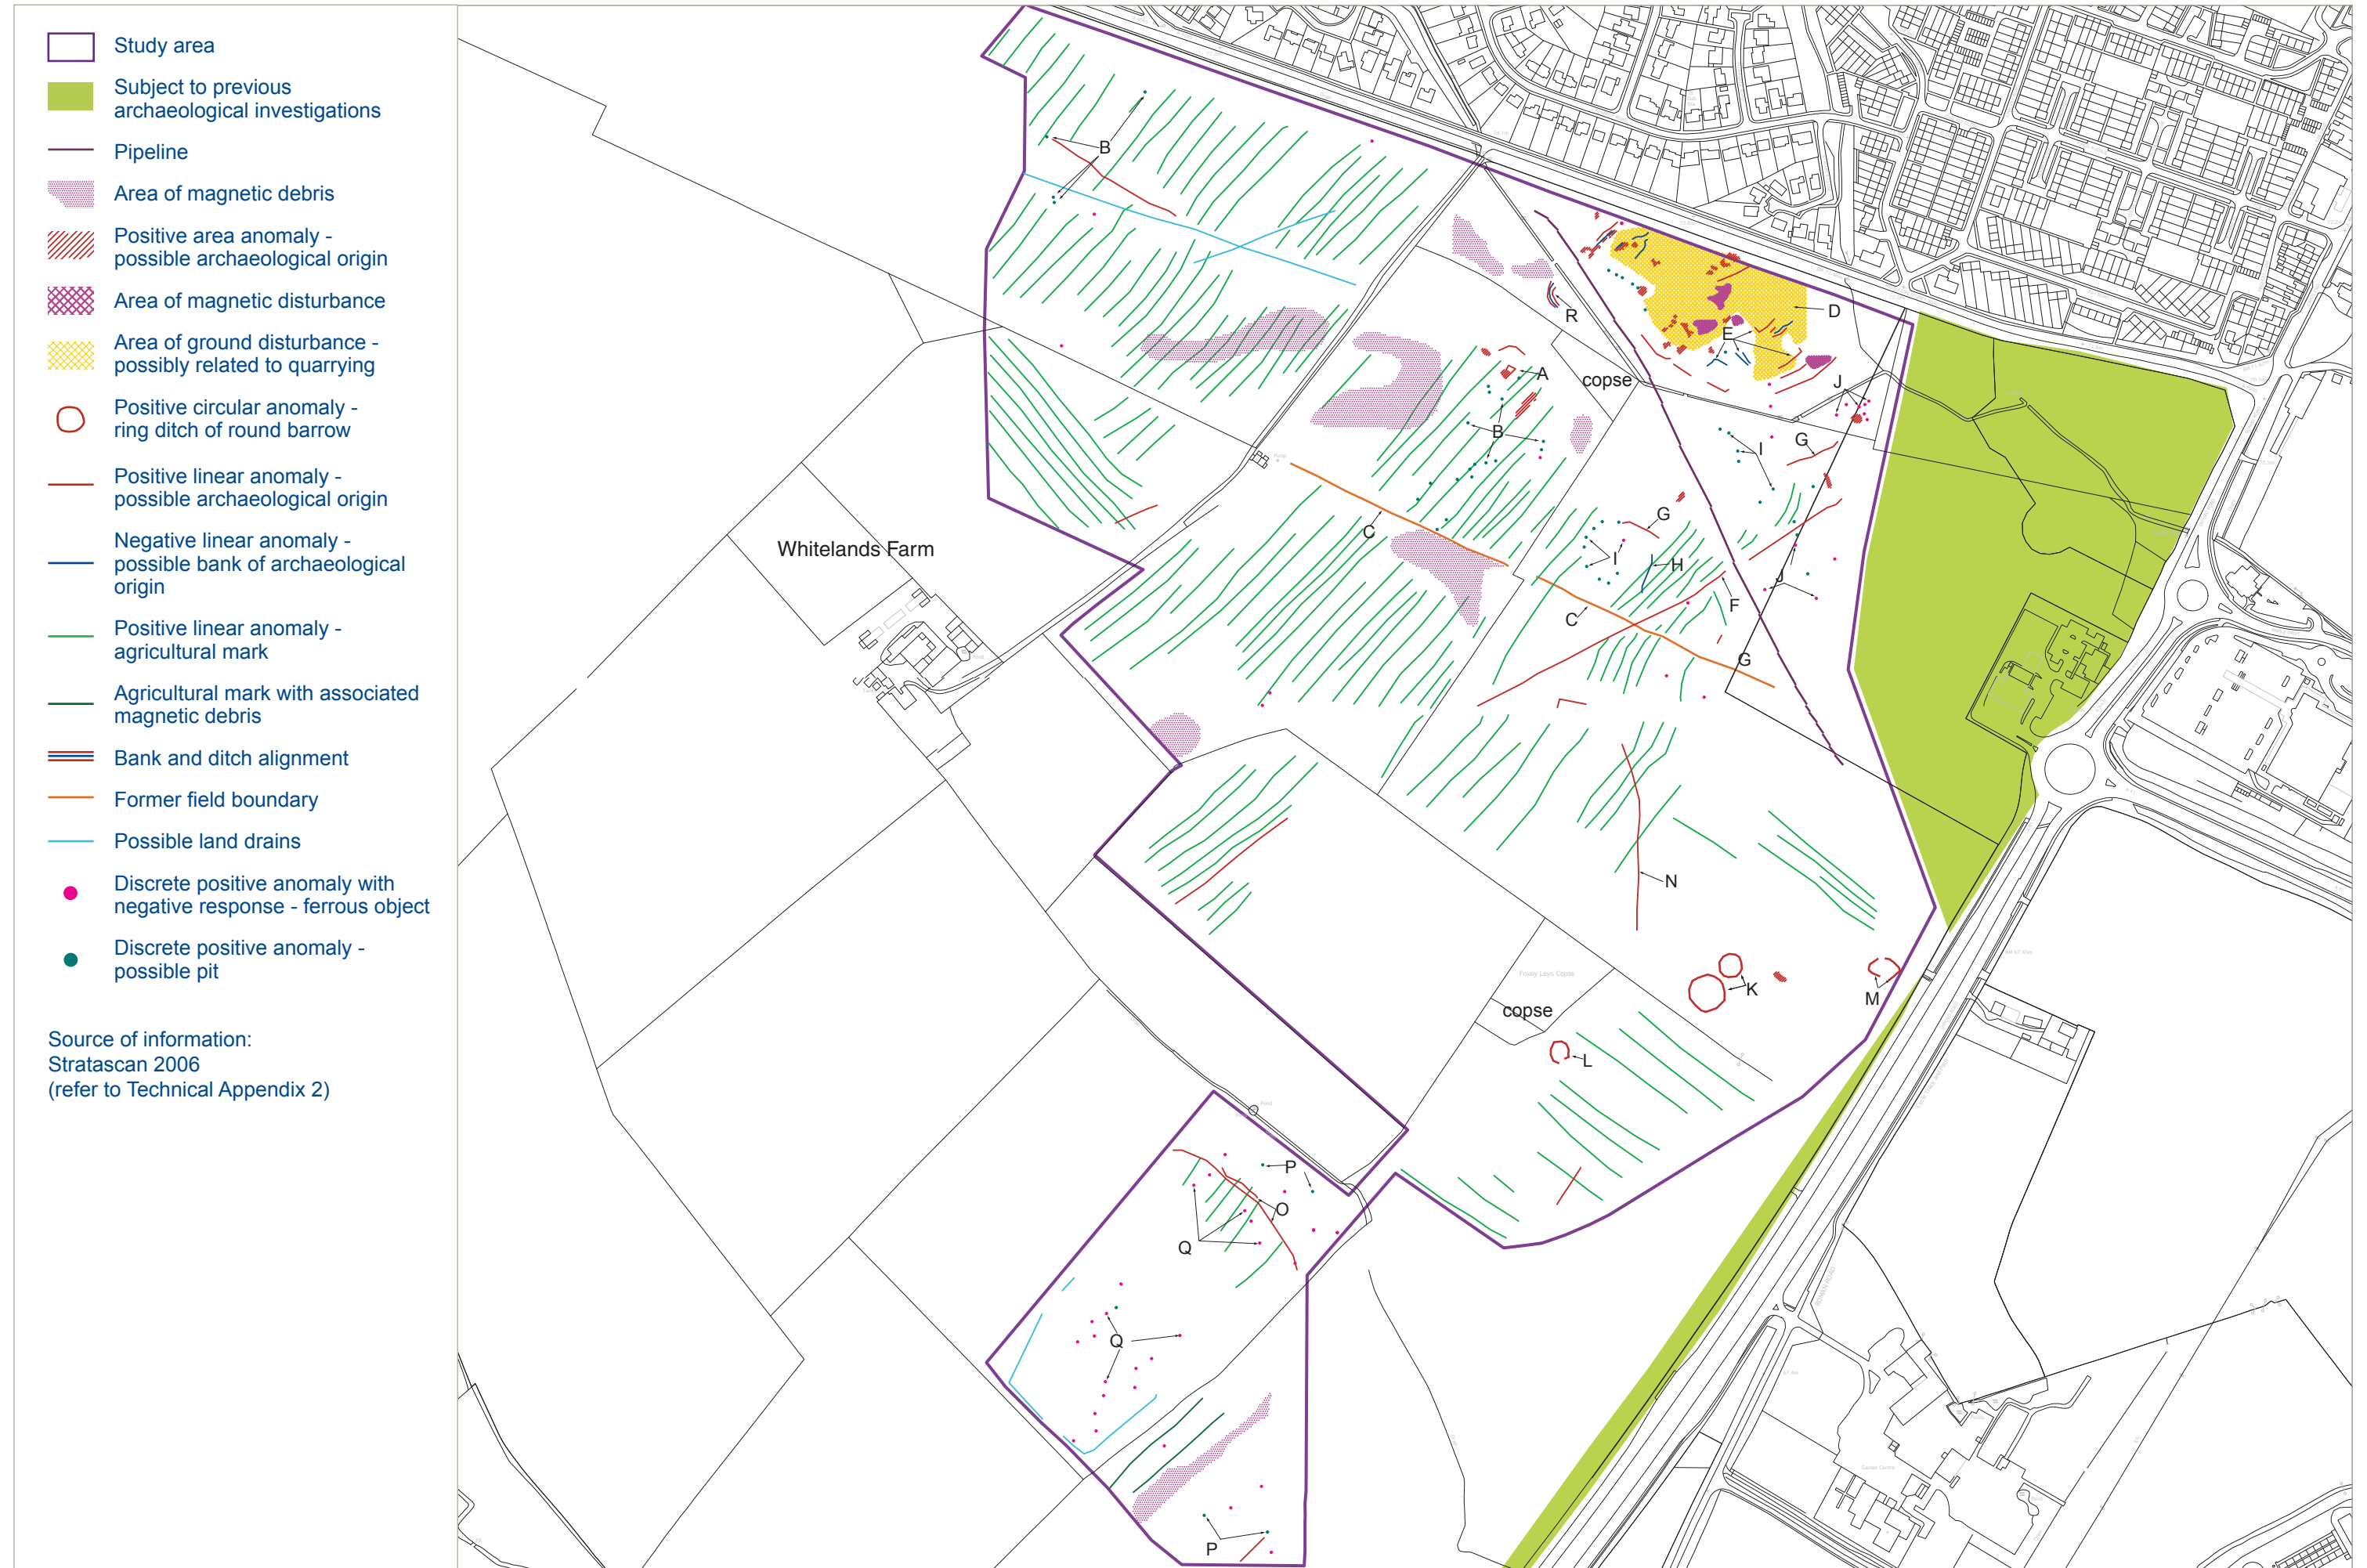 Study area
Subject to previous
archaeological investigations
Pipeline
Area of magnetic debris
Positive area anomaly -
possible archaeological origin
Area of magnetic disturbance
Area of ground disturbance -
possibly related to quarrying
Positive circular anomaly -
ring ditch of round barrow
Positive linear anomaly -
possible archaeological origin
Negative linear anomaly -
possible bank of archaeological
origin
Positive linear anomaly -
agricultural mark
Agricultural mark with associated
magnetic debris
Bank and ditch alignment
Former field boundary
Possible land drains
Discrete positive anomaly with
negative response - ferrous object
Discrete positive anomaly -
possible pit
Source of information:
Stratascan 2006
(refer to Technical Appendix 2)
B
R
D
E
A
copse
J
B
G
I
C
G
Whitelands Farm
I
H
J
F
C
G
N
Foxey Leys Copse
K
M
copse
L
Pond
P
O
Q
Q
P